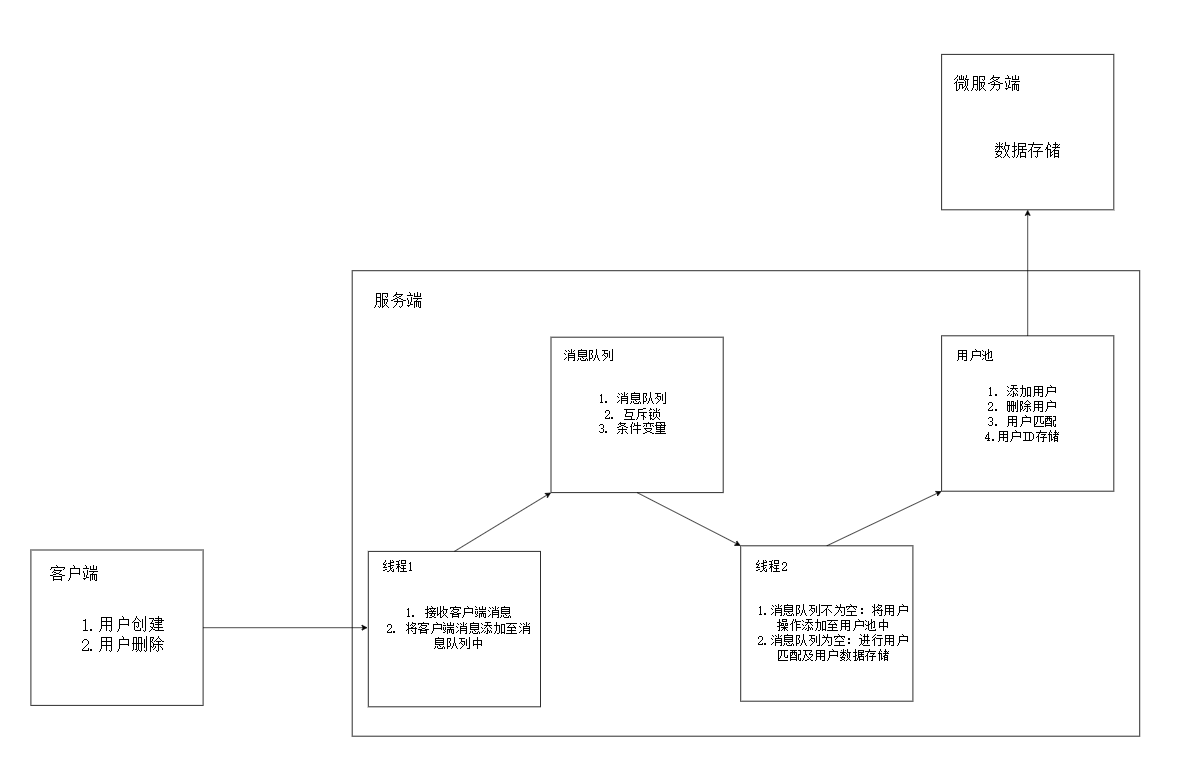 微服务端
数据存储
服务端
消息队列
1. 消息队列
2. 互斥锁
3. 条件变量
用户池
1. 添加用户
2. 删除用户
3. 用户匹配
4.用户ID存储
客户端
1.用户创建
2.用户删除
线程1
1. 接收客户端消息
2. 将客户端消息添加至消
息队列中
线程2
1.消息队列不为空：将用户
操作添加至用户池中
2.消息队列为空：进行用户
匹配及用户数据存储